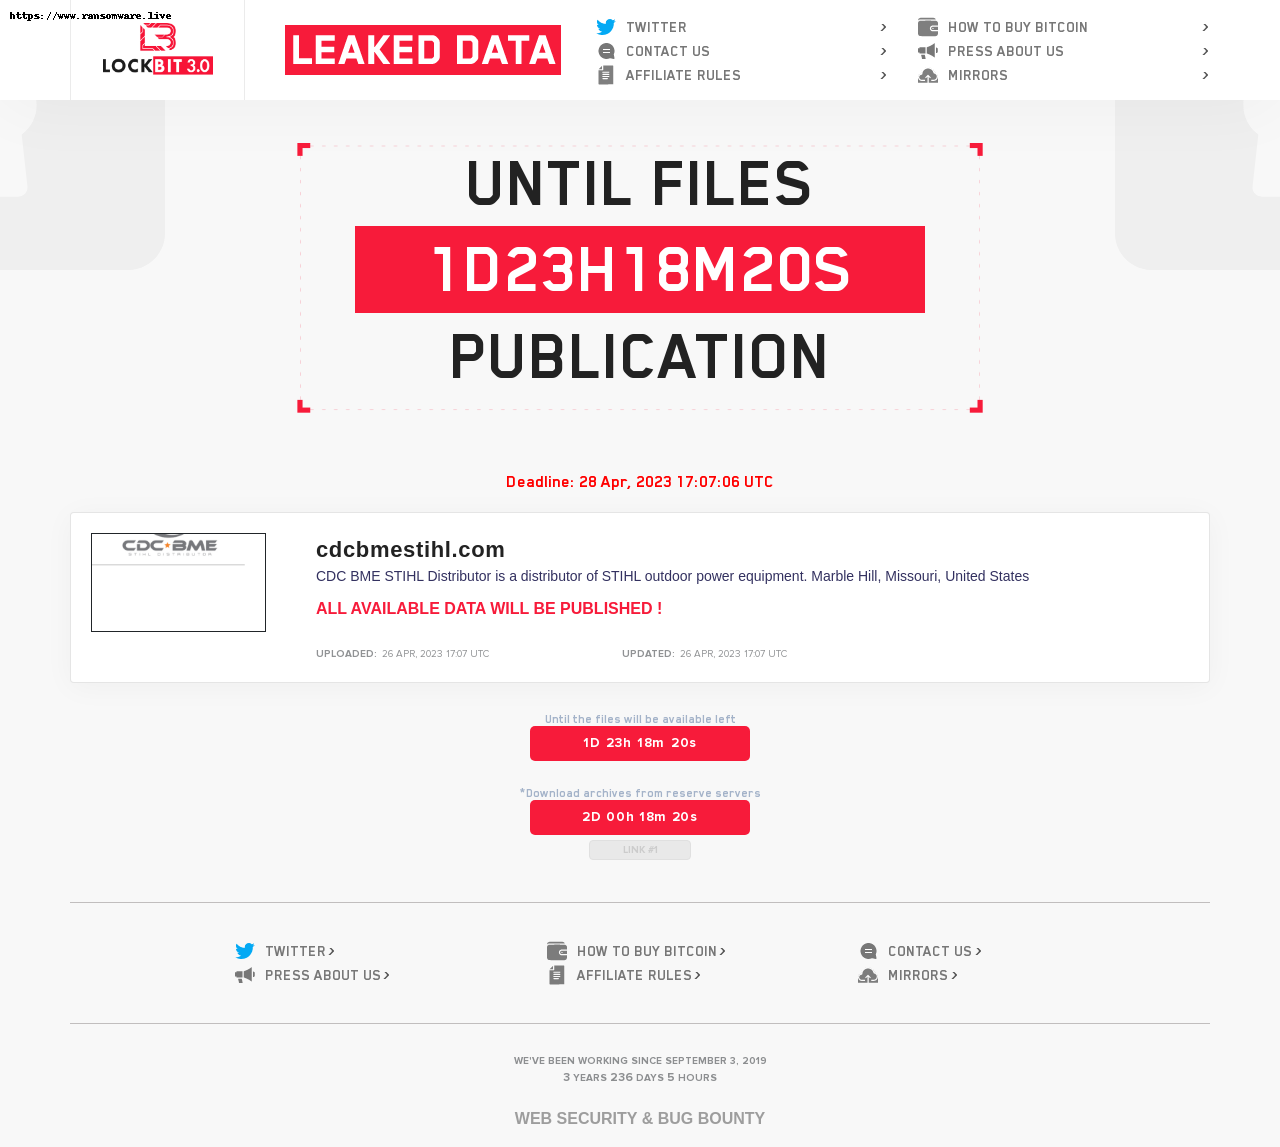 https://www.ransomware.live
LOCKBIT 3.0
LEAKED DATA
TWITTER
CONTACT US
AFFILIATE RULES
HOW TO BUY BITCOIN
PRESS ABOUT US
MIRRORS
UNTIL FILES
1D23H18M20S
PUBLICATION
Deadline: 28 Apr, 2023 17:07:06 UTC
CDC BME
STIHL DISTRIBUTOR
cdcbmestihl.com
CDC BME STIHL Distributor is a distributor of STIHL outdoor power equipment. Marble Hill, Missouri, United States
ALL AVAILABLE DATA WILL BE PUBLISHED !
UPLOADED: 26 APR, 2023 17:07 UTC
UPDATED: 26 APR, 2023 17:07 UTC
Until the files will be available left
1D 23h 18m 20s
*Download archives from reserve servers
2D 00h 18m 20s
LINK #1
TWITTER
HOW TO BUY BITCOIN
CONTACT US
PRESS ABOUT US
AFFILIATE RULES
MIRRORS
WE'VE BEEN WORKING SINCE SEPTEMBER 3, 2019
3 YEARS 236 DAYS 5 HOURS
WEB SECURITY & BUG BOUNTY